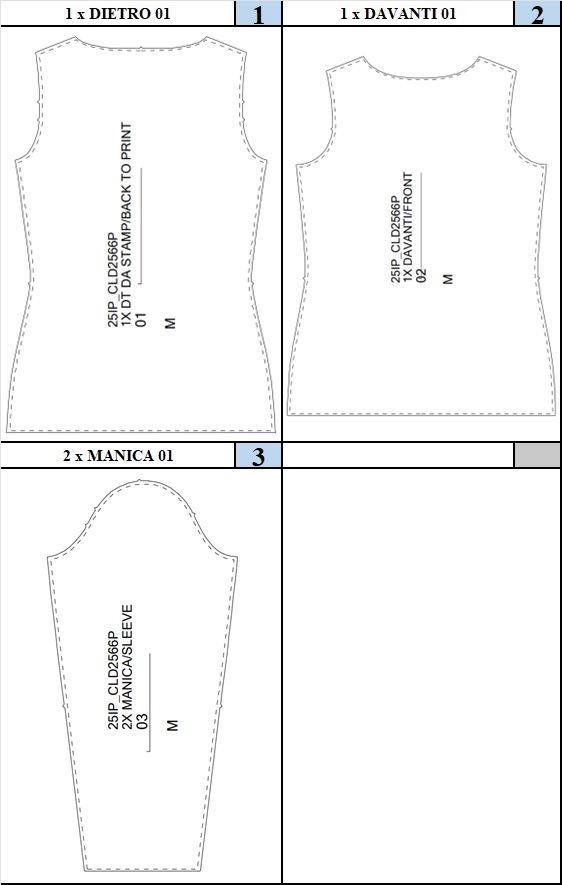 1 x DIETRO 01
1
1 x DAVANTI 01
2
25IP_CLD2566P
1X DT DA STAMP/BACK TO PRINT
01
M
25IP_CLD2566P
1X DAVANTI/FRONT
02
M
2 x MANICA 01
3
25IP_CLD2566P
2X MANICA/SLEEVE
03
M